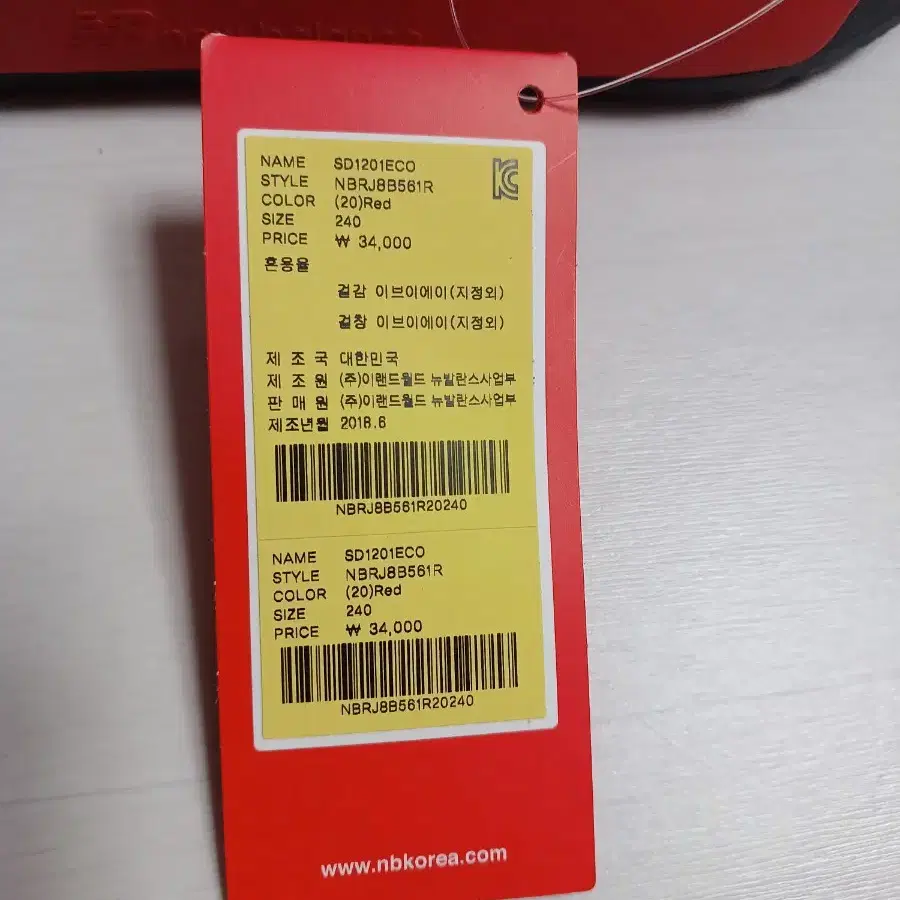 NAME SD1201ECO
STYLE NBRJ8B561R
COLOR (20)Red
SIZE 240
PRICE ₩ 34,000
혼용율
겉감 이브이에이(지정외)
겉창 이브이에이(지정외)
제 조 국 대한민국
제 조 원 (주)이랜드월드 뉴발란스사업부
판 매 원 (주)이랜드월드 뉴발란스사업부
제조년월 2018.6
NBRJ8B561R20240
NAME SD1201ECO
STYLE NBRJ8B561R
COLOR (20)Red
SIZE 240
PRICE ₩ 34,000
NBRJ8B561R20240
www.nbkorea.com